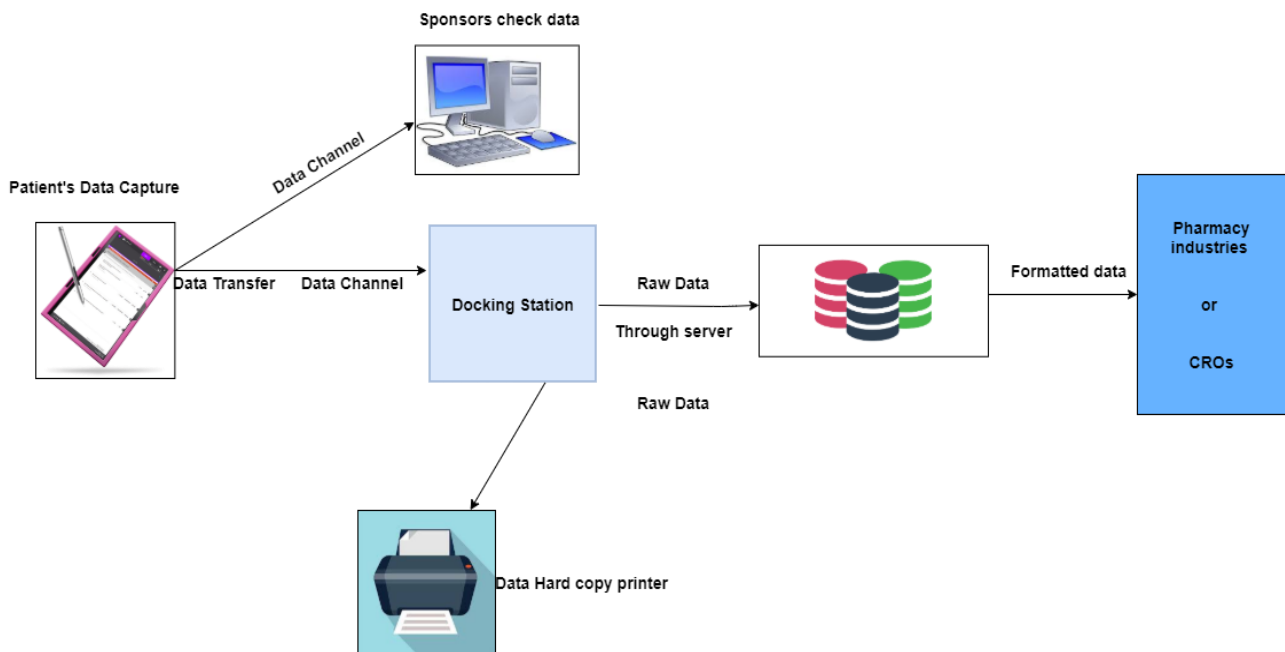 Sponsors check data
Data Channel
Patient's Data Capture
Data Transfer
Data Channel
Docking Station
Raw Data
Through server
Raw Data
Formatted data
Pharmacy
industries
or
CROs
Data Hard copy printer